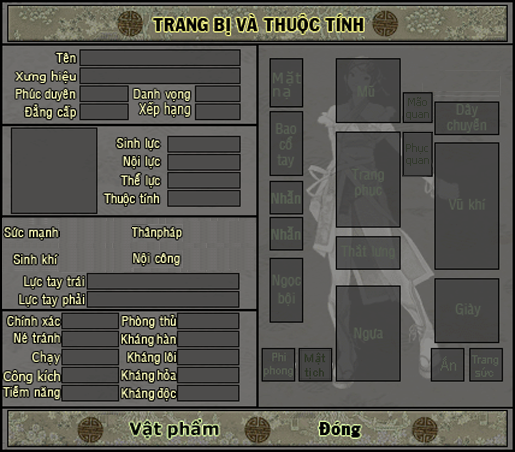 TRANG BỊ VÀ THUỘC TÍNH
Tên
Xưng hiệu
Phúc duyên Danh vọng
Đẳng cấp Xếp hạng
Sinh lực
Nội lực
Thể lực
Thuộc tính
Sức mạnh Thânpháp
Sinh khí Nội công
Lực tay trái
Lực tay phải
Chính xác Phòng thủ
Né tránh Kháng hàn
Chạy Kháng lôi
Công kích Kháng hỏa
Tiềm năng Kháng độc
Mặt nạ
Mũ
Mão quan
Dây chuyền
Bao cổ tay
Phục quan
Trang phục
Vũ khí
Nhẫn
Nhẫn
Thắt lưng
Ngọc bội
Ngựa
Giày
Phi phong
Mật tịch
Ấn
Trang sức
Vật phẩm Đóng